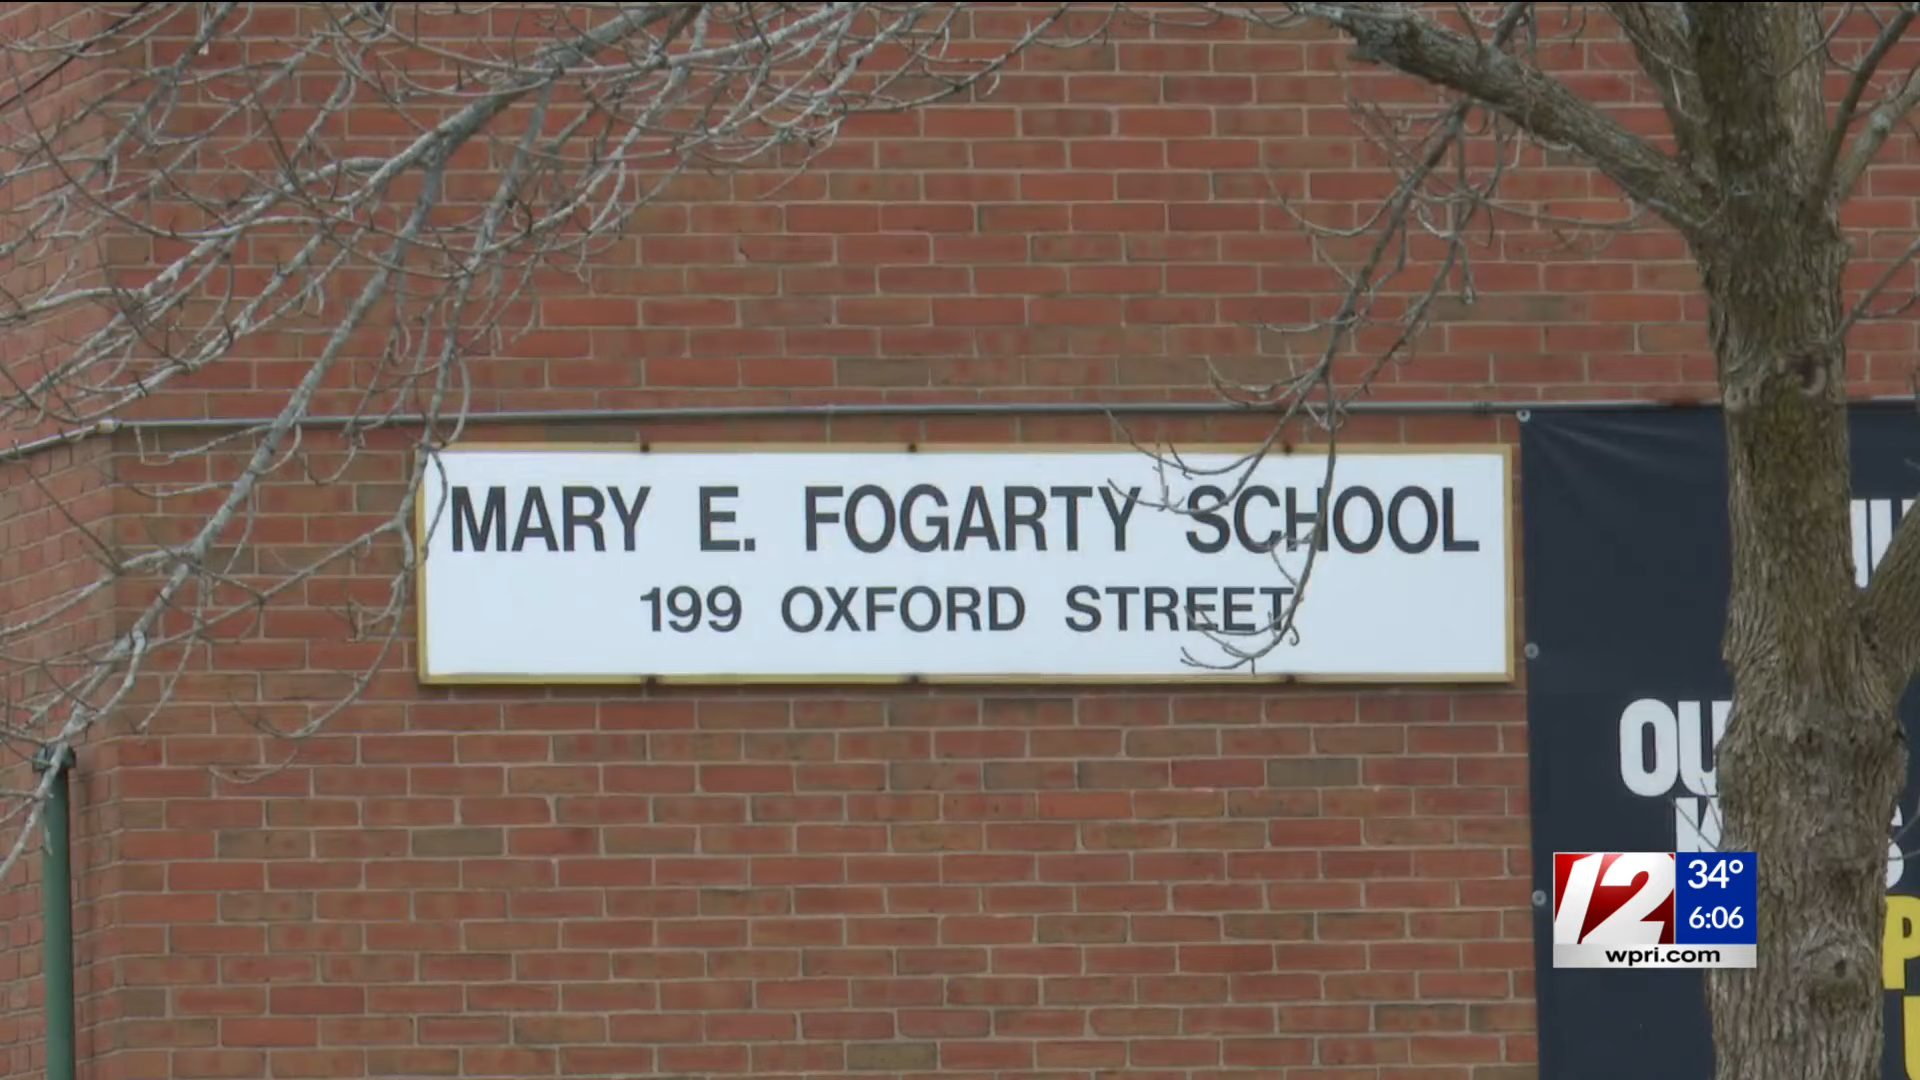 MARY E. FOGARTY SCHOOL
199 OXFORD STREET
12
34°
6:06
wpri.com